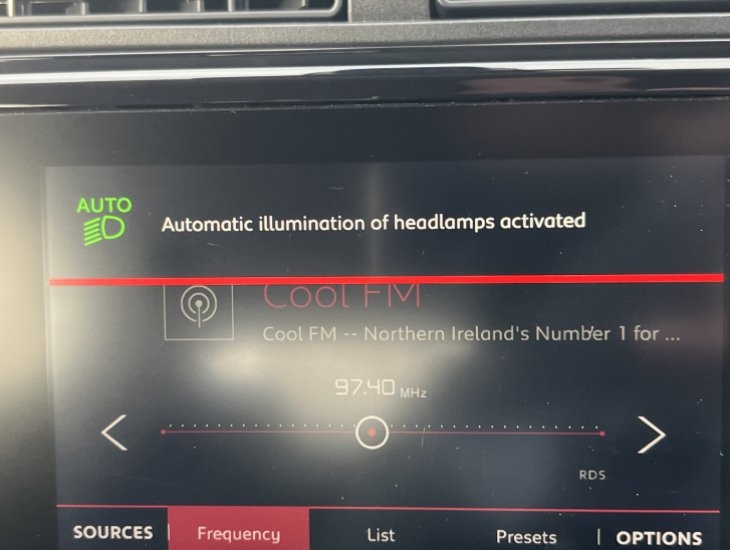 AUTO
Automatic illumination of headlamps activated
Cool FM
Cool FM -- Northern Ireland's Number 1 for ...
97.40 MHz
RDS
SOURCES Frequency List Presets OPTIONS